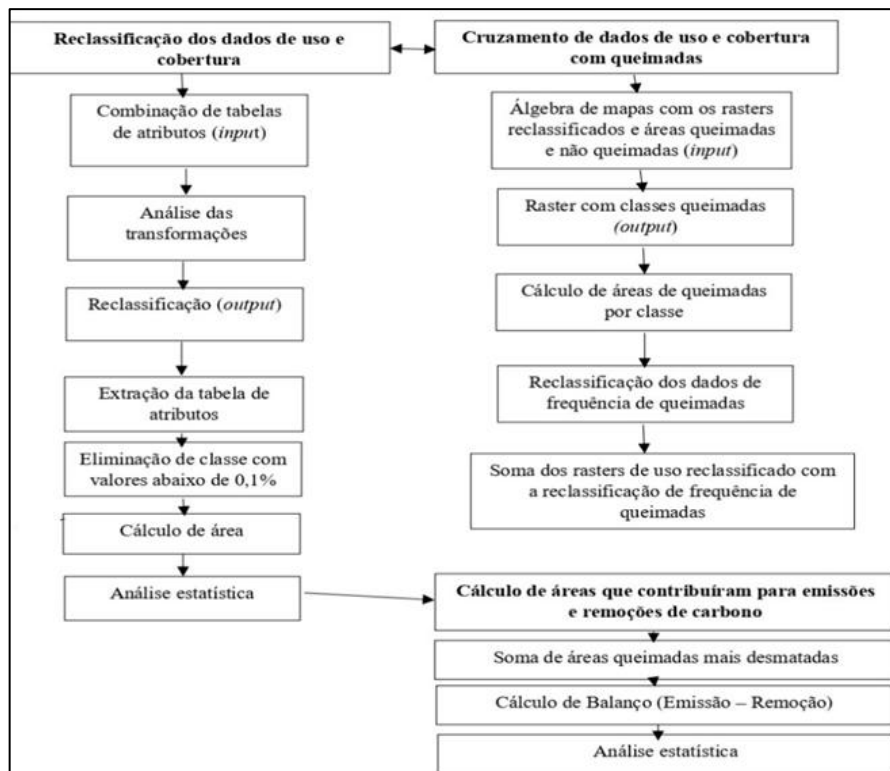 Reclassificação dos dados de uso e
cobertura
Combinação de tabelas
de atributos (input)
Análise das
transformações
Reclassificação (output)
Extração da tabela de
atributos
Eliminação de classe com
valores abaixo de 0,1%
Cálculo de área
Análise estatística
Cruzamento de dados de uso e cobertura
com queimadas
Álgebra de mapas com os rasters
reclassificados e áreas queimadas
e não queimadas (input)
Raster com classes queimadas
(output)
Cálculo de áreas de queimadas
por classe
Reclassificação dos dados de
frequência de queimadas
Soma dos rasters de uso reclassificado com
a reclassificação de frequência de
queimadas
Cálculo de áreas que contribuíram para emissões
e remoções de carbono
Soma de áreas queimadas mais desmatadas
Cálculo de Balanço (Emissão – Remoção)
Análise estatística